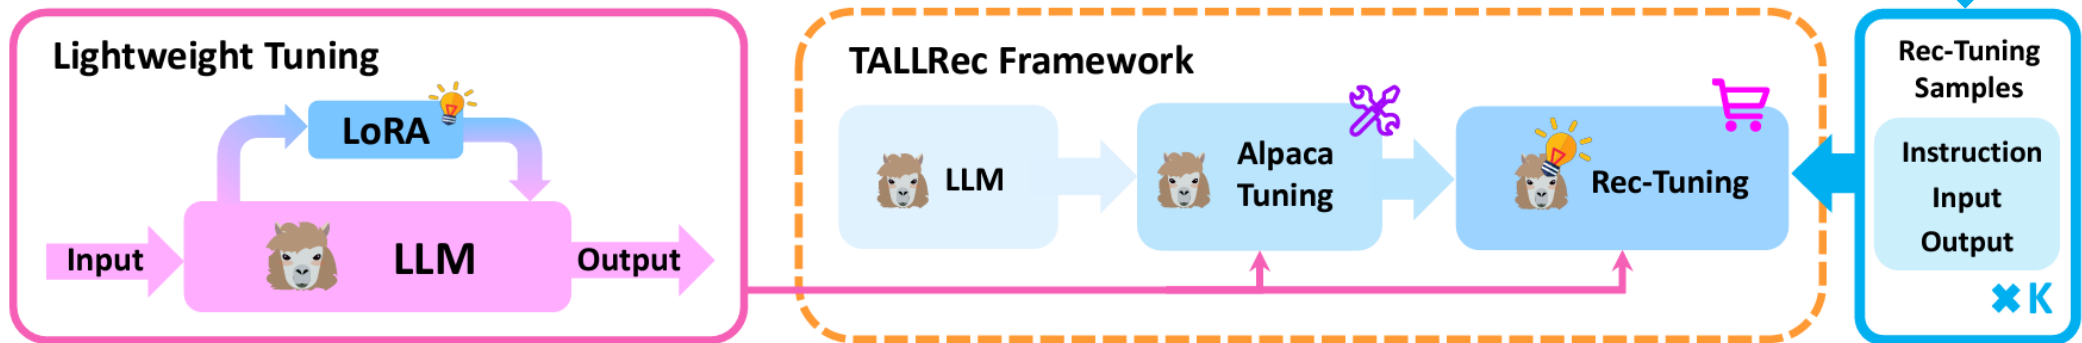 Lightweight Tuning
LoRA
Input
LLM
Output
TALLRec Framework
LLM
Alpaca
Tuning
Rec-Tuning
Rec-Tuning
Samples
Instruction
Input
Output
✖ K